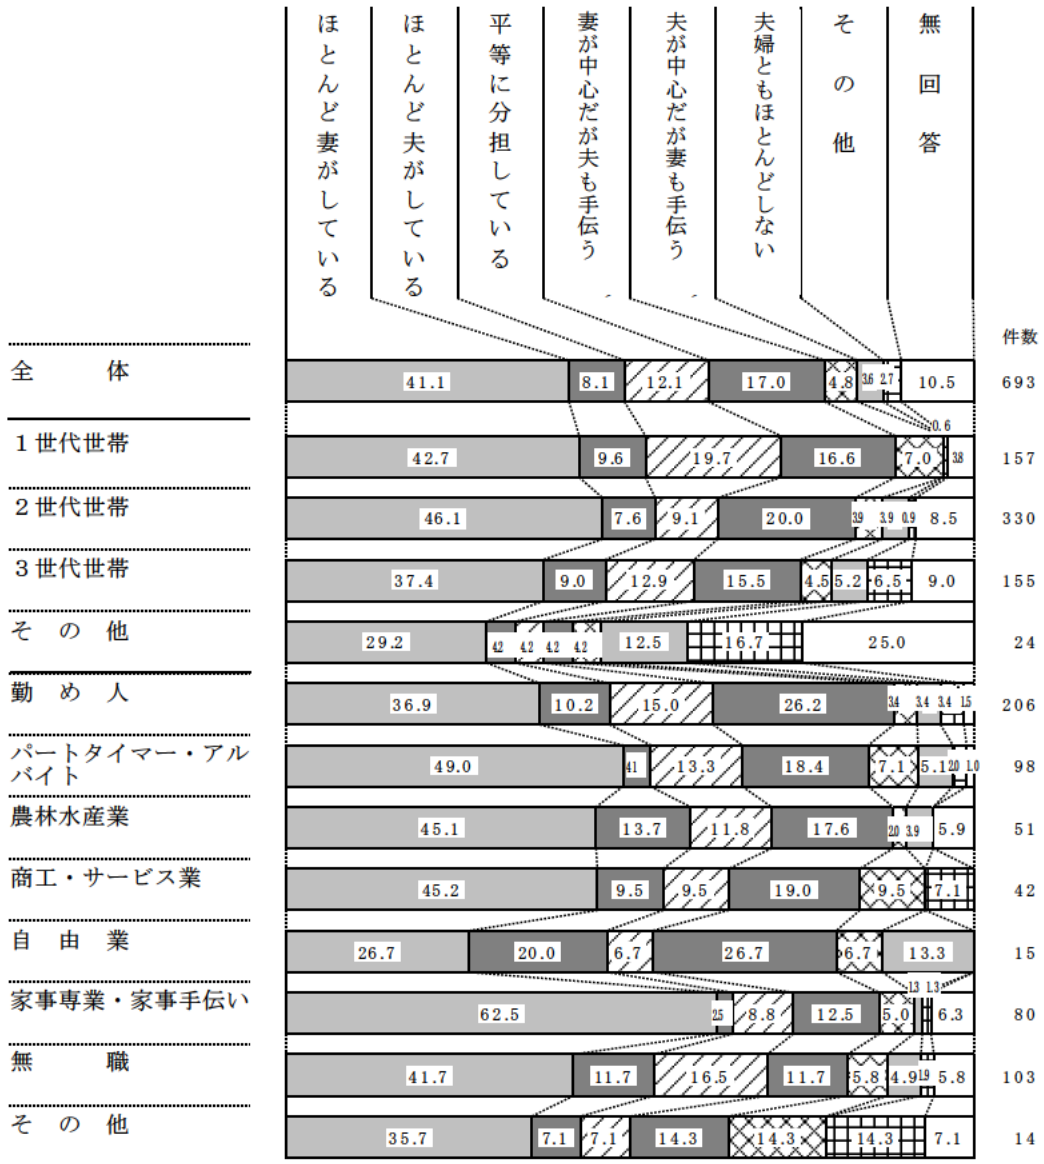 ほとんど妻がしている
ほとんど夫がしている
平等に分担している
妻が中心だが夫も手伝う
夫が中心だが妻も手伝う
夫婦ともほとんどしない
その他
無回答
件数
全体 41.1 8.1 12.1 17.0 4.8 3.6 2.7 10.5 693
0.6
1世代世帯 42.7 9.6 19.7 16.6 7.0 3.8 157
2世代世帯 46.1 7.6 9.1 20.0 3.9 3.9 0.9 8.5 330
3世代世帯 37.4 9.0 12.9 15.5 4.5 5.2 6.5 9.0 155
その他 29.2 4.2 4.2 4.2 4.2 12.5 16.7 25.0 24
勤め人 36.9 10.2 15.0 26.2 3.4 3.4 3.4 1.5 206
パートタイマー・アル
バイト 49.0 4.1 13.3 18.4 7.1 5.1 2.0 1.0 98
農林水産業 45.1 13.7 11.8 17.6 2.0 3.9 5.9 51
商工・サービス業 45.2 9.5 9.5 19.0 9.5 7.1 42
自由業 26.7 20.0 6.7 26.7 6.7 13.3 15
1.3 1.3
家事専業・家事手伝い 62.5 2.5 8.8 12.5 5.0 6.3 80
無職 41.7 11.7 16.5 11.7 5.8 4.9 1.9 5.8 103
その他 35.7 7.1 7.1 14.3 14.3 14.3 7.1 14